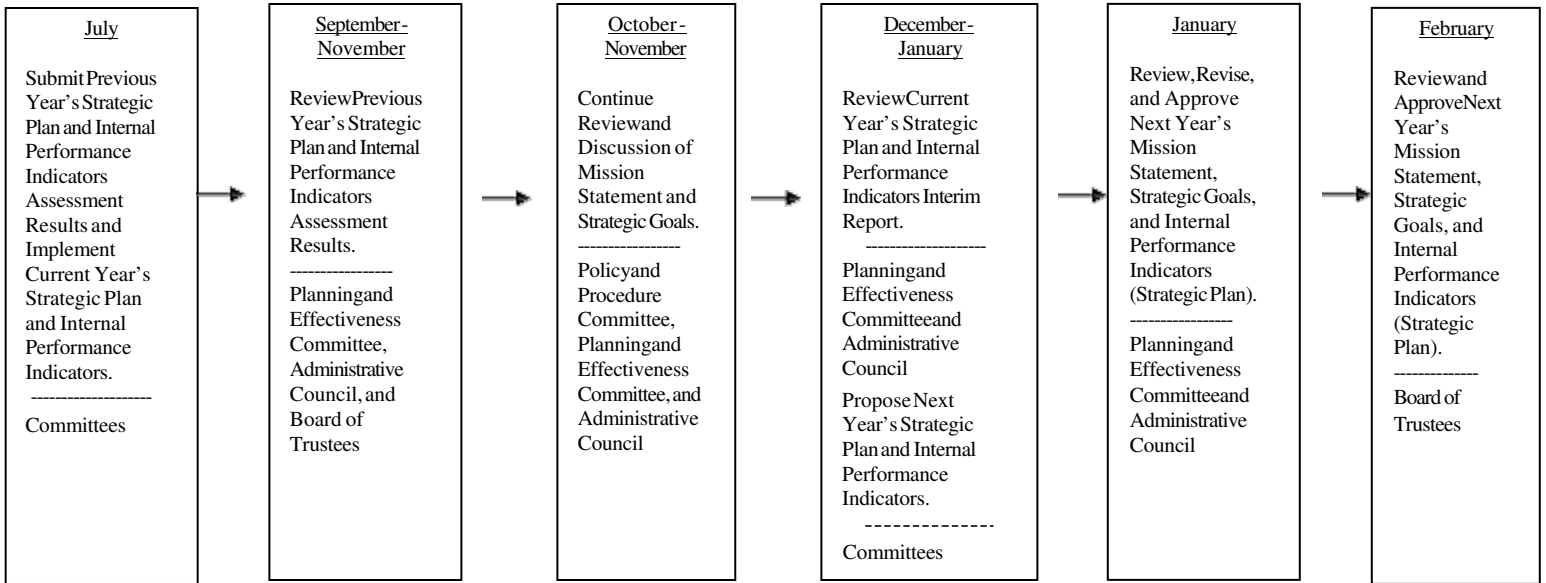 July
Submit Previous
Year's Strategic
Plan and Internal
Performance
Indicators
Assessment
Results and
Implement
Current Year's
Strategic Plan
and Internal
Performance
Indicators.
--------------------
Committees
September-
November
Review Previous
Year's Strategic
Plan and Internal
Performance
Indicators
Assessment
Results.
-----------------
Planning and
Effectiveness
Committee,
Administrative
Council, and
Board of
Trustees
October-
November
Continue
Review and
Discussion of
Mission
Statement and
Strategic Goals.
-----------------
Policy and
Procedure
Committee,
Planning and
Effectiveness
Committee, and
Administrative
Council
December-
January
Review Current
Year's Strategic
Plan and Internal
Performance
Indicators Interim
Report.
--------------------
Planning and
Effectiveness
Committee and
Administrative
Council
Propose Next
Year's Strategic
Plan and Internal
Performance
Indicators.
--------------
Committees
January
Review, Revise,
and Approve
Next Year's
Mission
Statement,
Strategic Goals,
and Internal
Performance
Indicators
(Strategic Plan).
-----------------
Planning and
Effectiveness
Committee and
Administrative
Council
February
Review and
Approve Next
Year's
Mission
Statement,
Strategic
Goals, and
Internal
Performance
Indicators
(Strategic
Plan).
--------------
Board of
Trustees